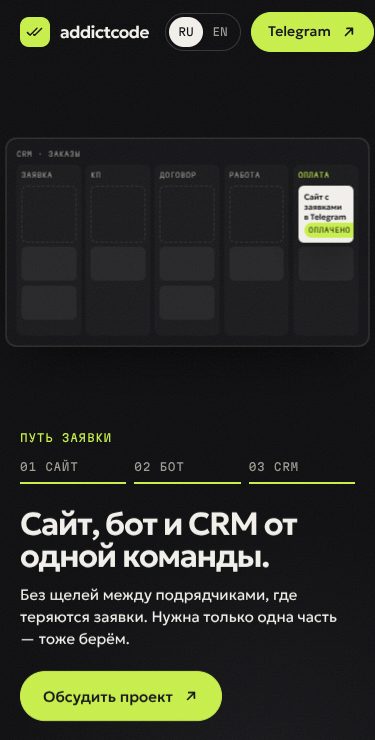 addictcode
RU EN
Telegram
CRM · ЗАКАЗЫ
ЗАЯВКА
КП
ДОГОВОР
РАБОТА
ОПЛАТА
Сайт с
заявками
в Telegram
ОПЛАЧЕНО
ПУТЬ ЗАЯВКИ
01 САЙТ
02 БОТ
03 CRM
Сайт, бот и CRM от
одной команды.
Без щелей между подрядчиками, где
теряются заявки. Нужна только одна часть
— тоже берём.
Обсудить проект